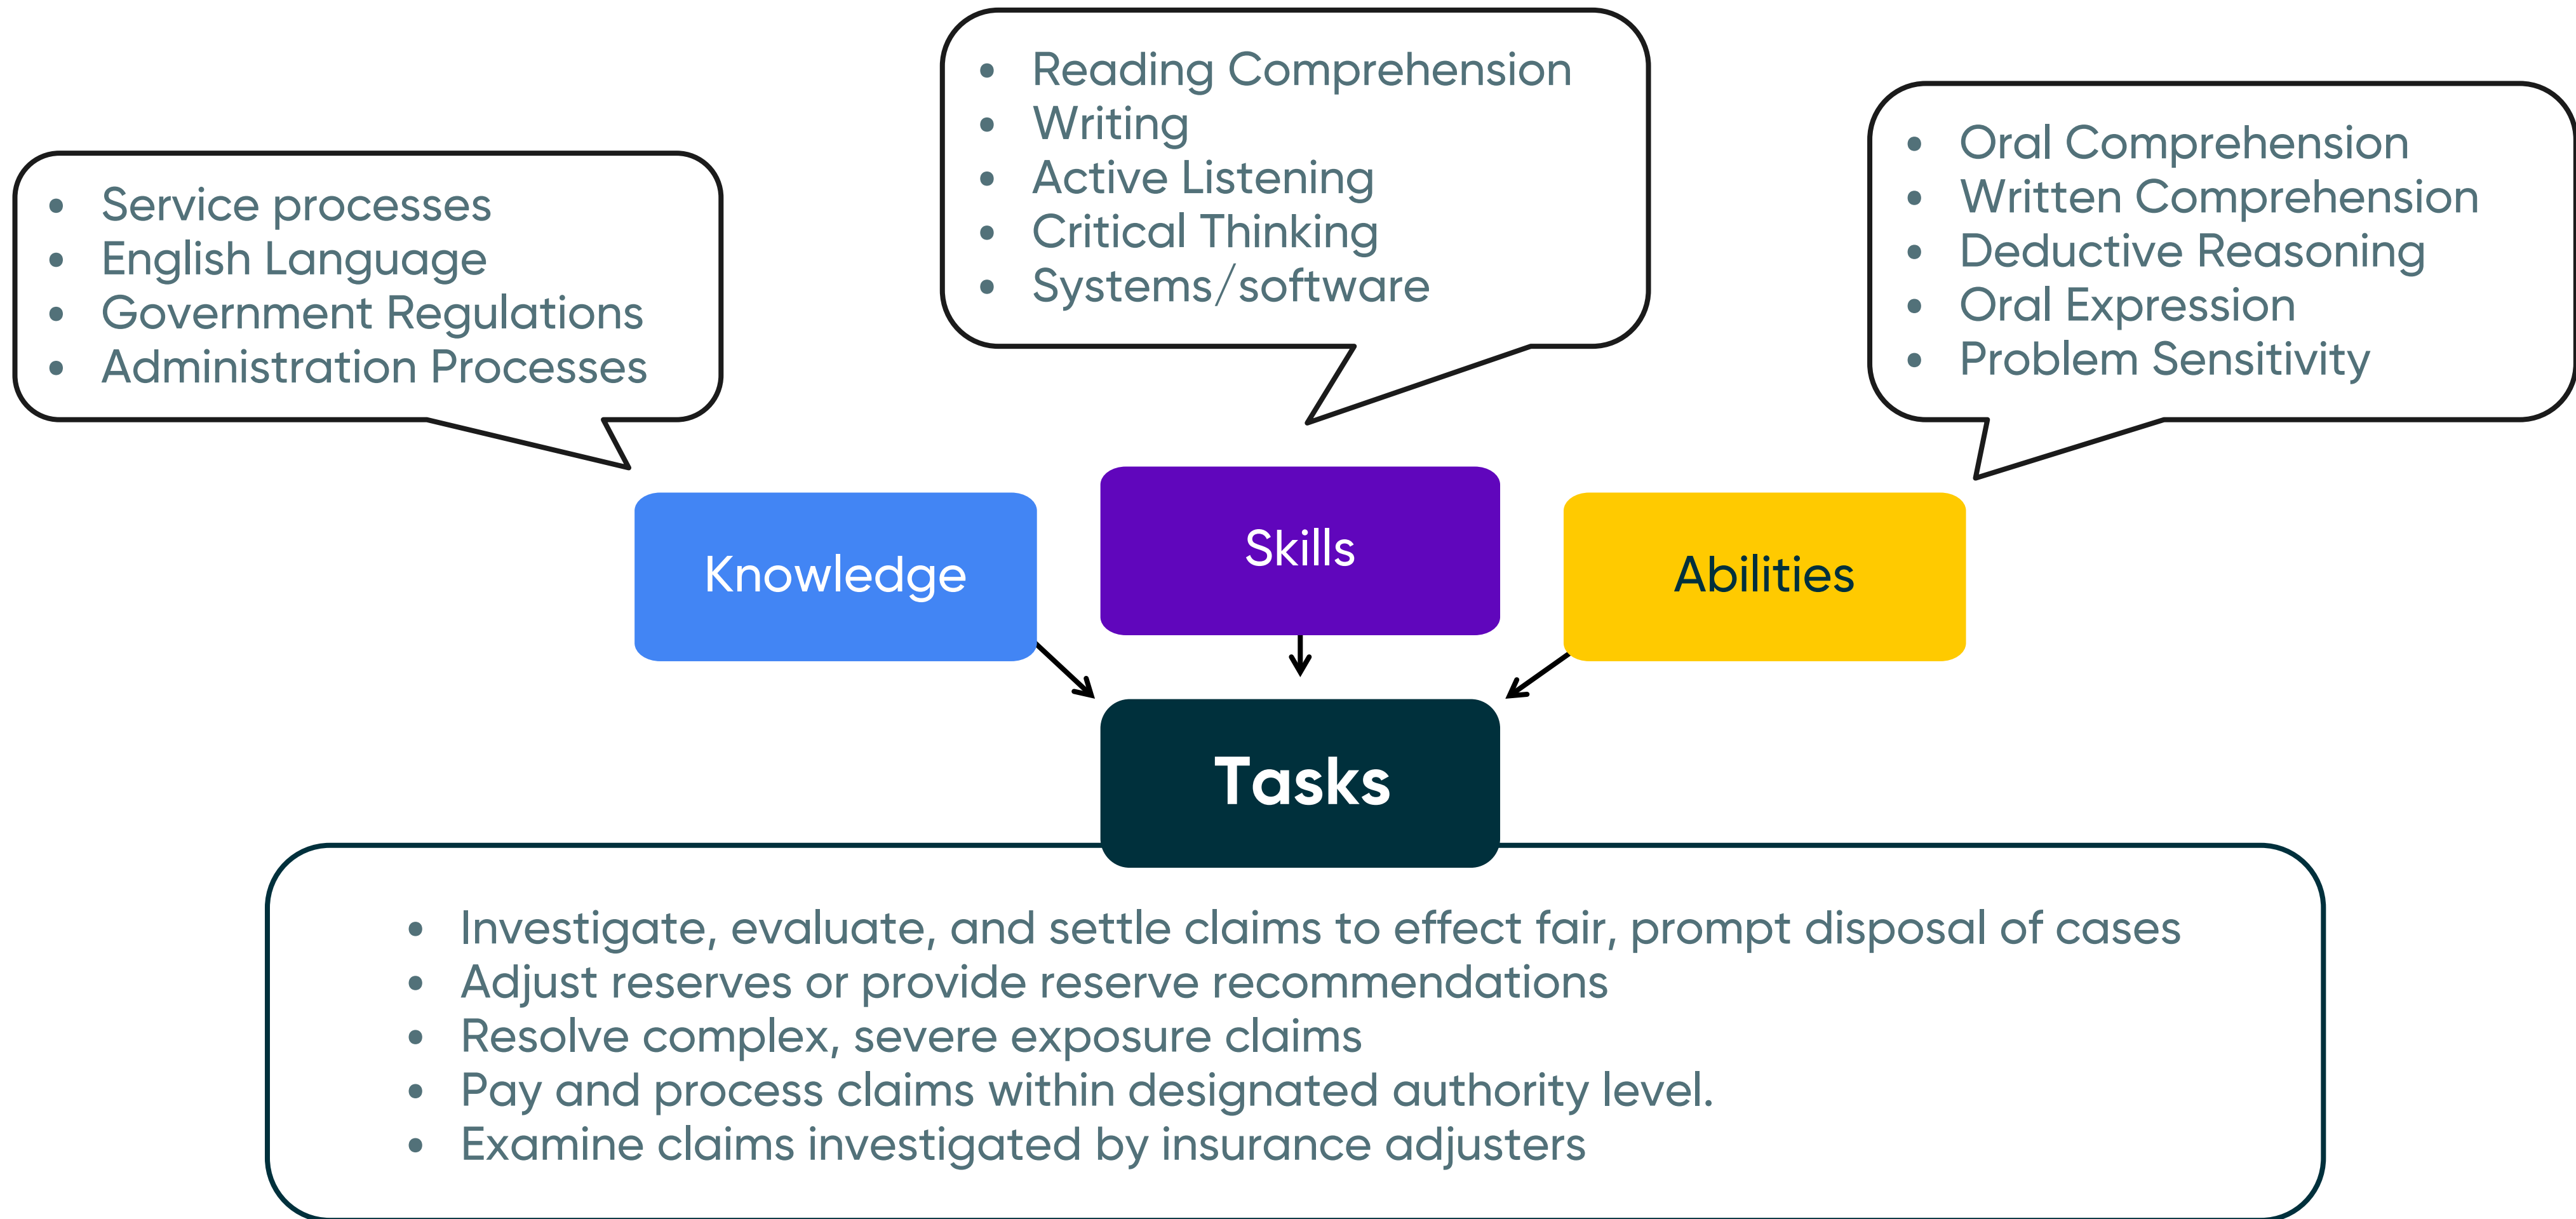 • Service processes
• English Language
• Government Regulations
• Administration Processes
• Reading Comprehension
• Writing
• Active Listening
• Critical Thinking
• Systems/software
• Oral Comprehension
• Written Comprehension
• Deductive Reasoning
• Oral Expression
• Problem Sensitivity
Knowledge
Skills
Abilities
Tasks
• Investigate, evaluate, and settle claims to effect fair, prompt disposal of cases
• Adjust reserves or provide reserve recommendations
• Resolve complex, severe exposure claims
• Pay and process claims within designated authority level.
• Examine claims investigated by insurance adjusters